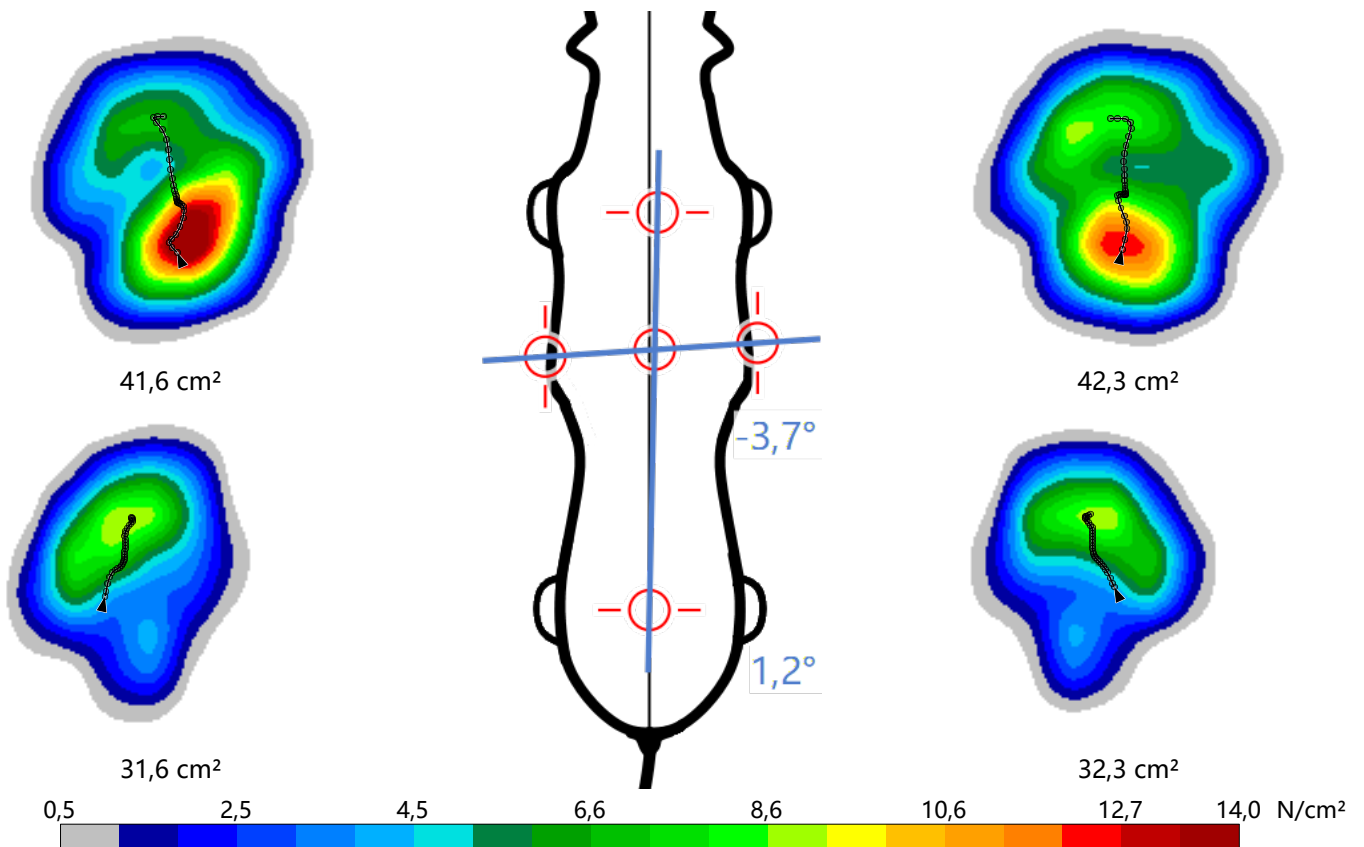 41,6 cm²
42,3 cm²
-3,7°
1,2°
31,6 cm²
32,3 cm²
0,5 2,5 4,5 6,6 8,6 10,6 12,7 14,0 N/cm²